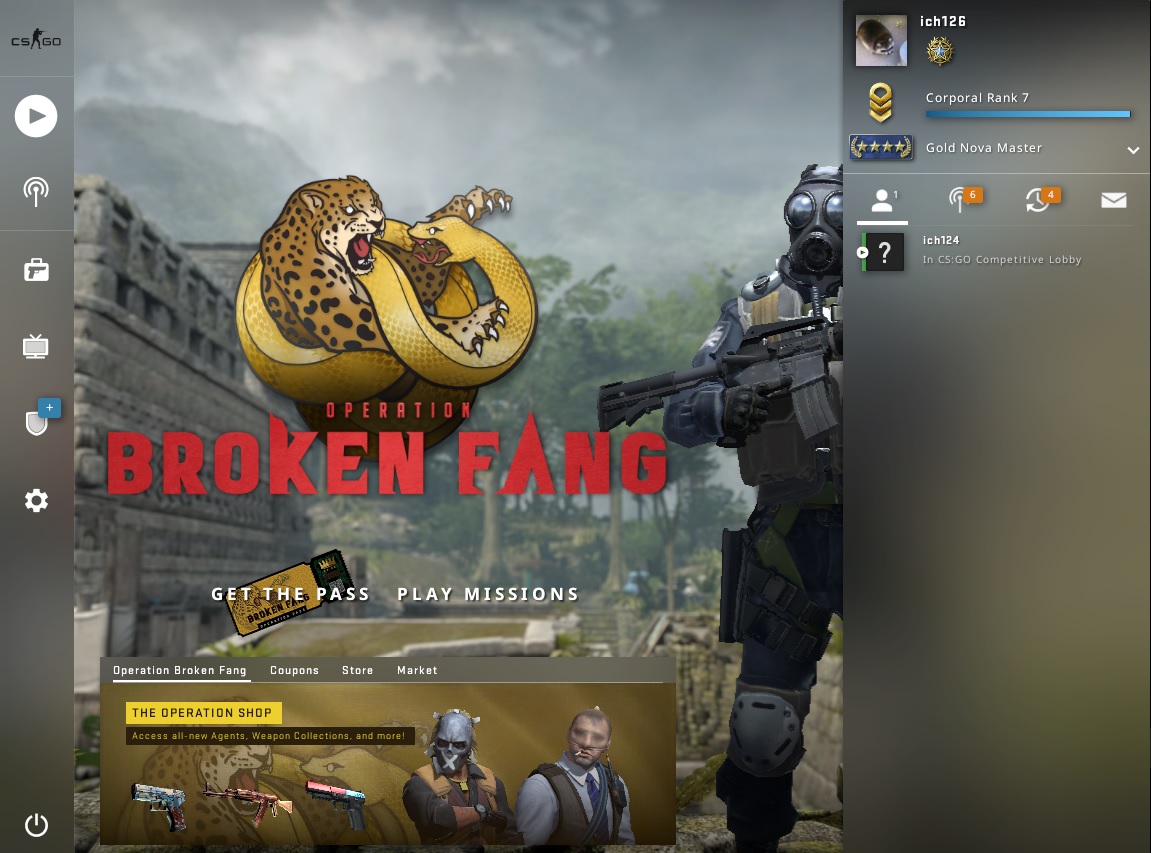 CS GO
ich126
Corporal Rank 7
Gold Nova Master
1
6
4
ich124
In CS:GO Competitive Lobby
?
+
OPERATION
BROKEN FANG
GET THE PASS
PLAY MISSIONS
BROKEN FANG
Operation Broken Fang
Coupons
Store
Market
THE OPERATION SHOP
Access all-new Agents, Weapon Collections, and more!